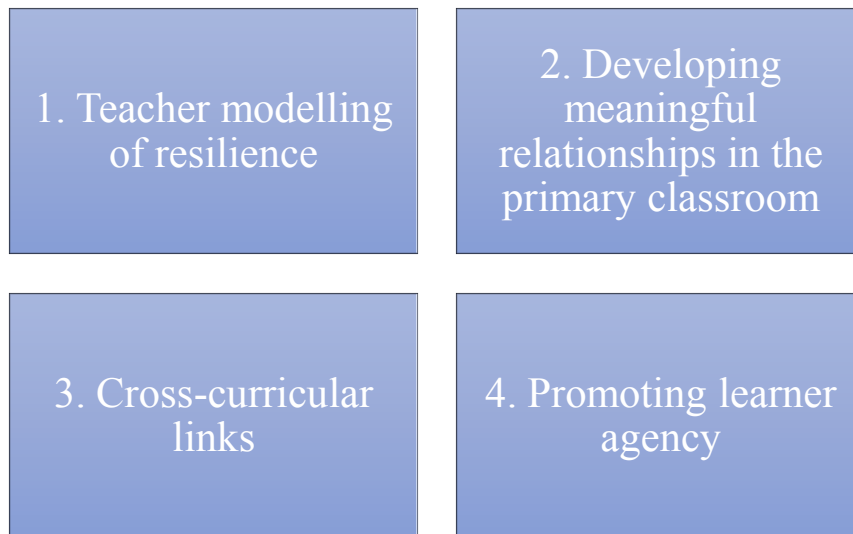 1. Teacher modelling
of resilience
2. Developing
meaningful
relationships in the
primary classroom
3. Cross-curricular
links
4. Promoting learner
agency